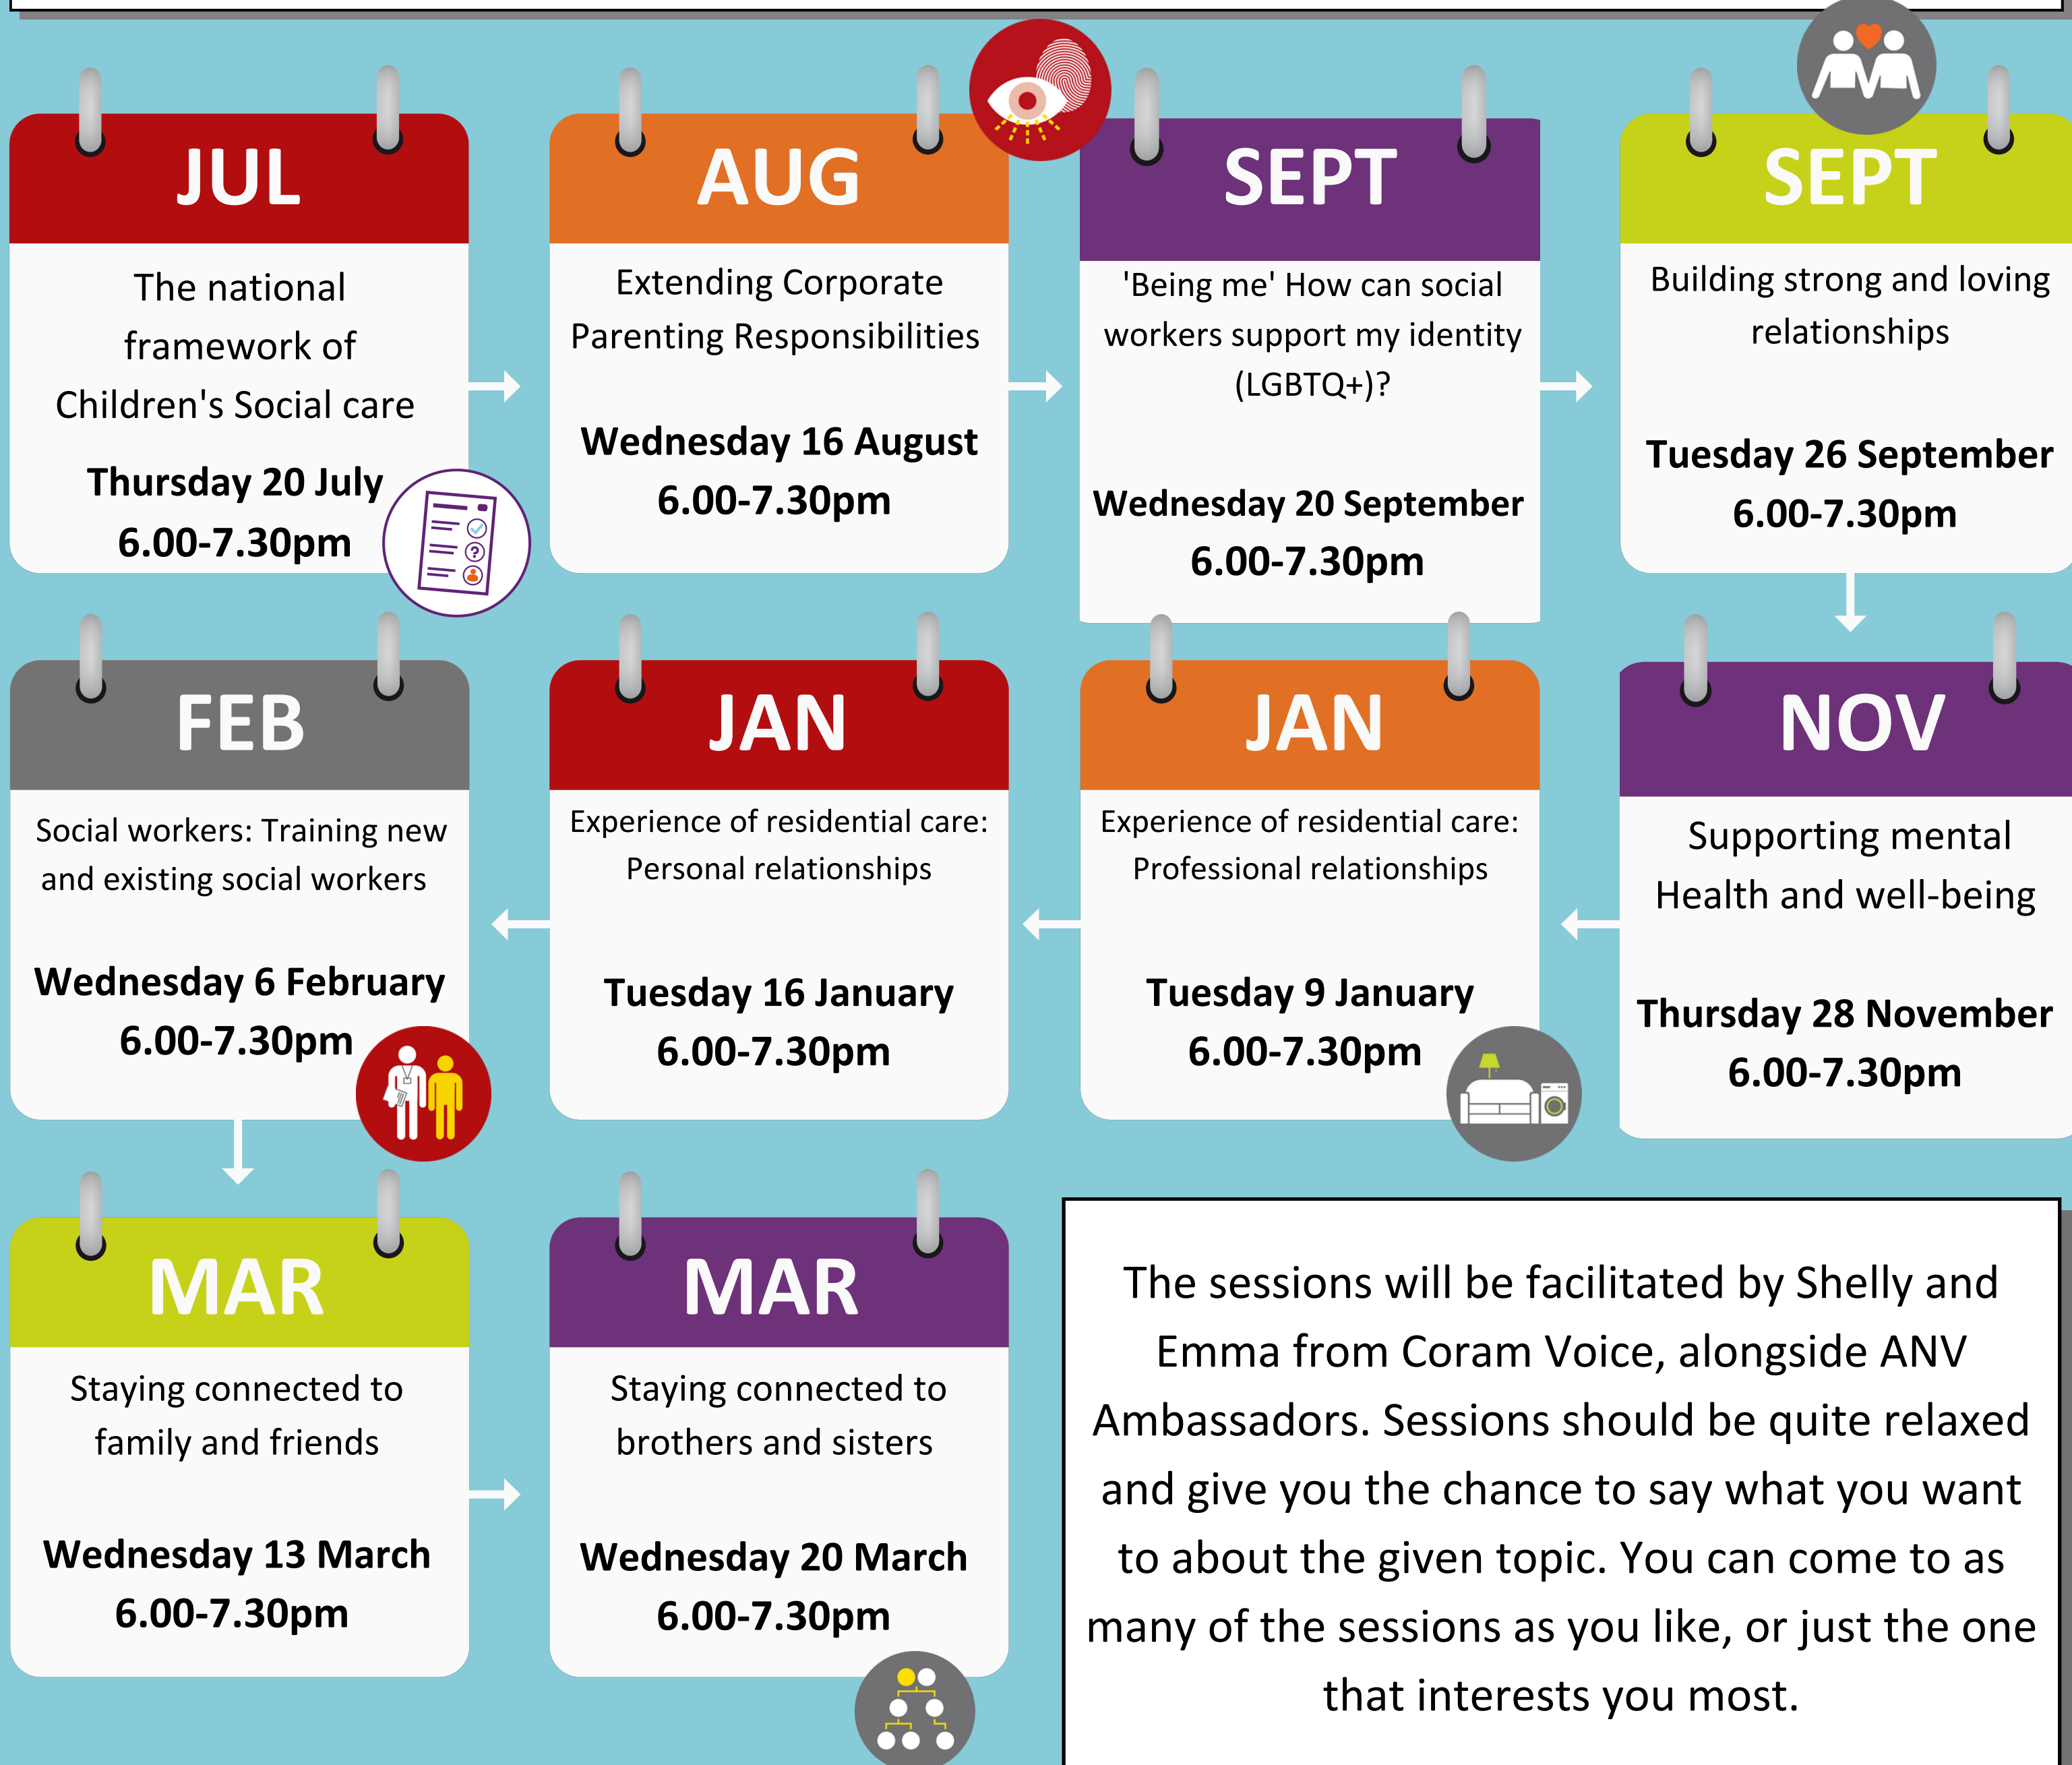 JUL
The national
framework of
Children's Social care
Thursday 20 July
6.00-7.30pm
AUG
Extending Corporate
Parenting Responsibilities
Wednesday 16 August
6.00-7.30pm
SEPT
'Being me' How can social
workers support my identity
(LGBTQ+)?
Wednesday 20 September
6.00-7.30pm
SEPT
Building strong and loving
relationships
Tuesday 26 September
6.00-7.30pm
NOV
Supporting mental
Health and well-being
Thursday 28 November
6.00-7.30pm
JAN
Experience of residential care:
Professional relationships
Tuesday 9 January
6.00-7.30pm
JAN
Experience of residential care:
Personal relationships
Tuesday 16 January
6.00-7.30pm
FEB
Social workers: Training new
and existing social workers
Wednesday 6 February
6.00-7.30pm
MAR
Staying connected to
family and friends
Wednesday 13 March
6.00-7.30pm
MAR
Staying connected to
brothers and sisters
Wednesday 20 March
6.00-7.30pm
The sessions will be facilitated by Shelly and
Emma from Coram Voice, alongside ANV
Ambassadors. Sessions should be quite relaxed
and give you the chance to say what you want
to about the given topic. You can come to as
many of the sessions as you like, or just the one
that interests you most.